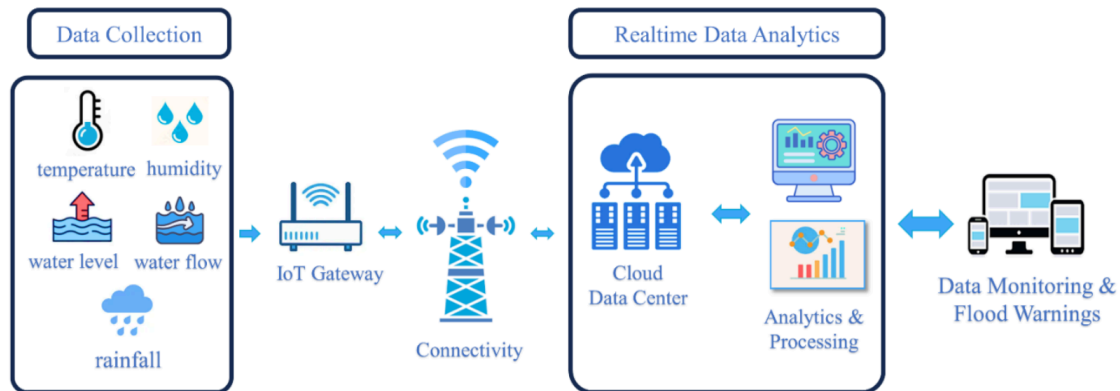 Data Collection
Realtime Data Analytics
temperature
humidity
water level
water flow
rainfall
IoT Gateway
Connectivity
Cloud
Data Center
Analytics &
Processing
Data Monitoring &
Flood Warnings